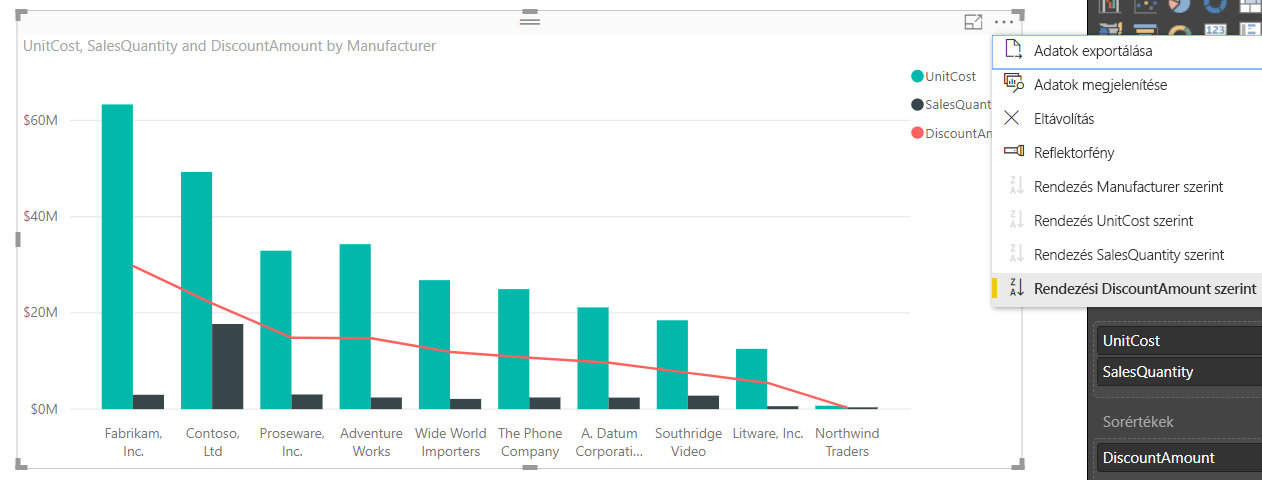 UnitCost, SalesQuantity and DiscountAmount by Manufacturer
UnitCost
SalesQuant
DiscountAm
$60M
$40M
$20M
$0M
Fabrikam, Inc.
Contoso, Ltd
Proseware, Inc.
Adventure Works
Wide World Importers
The Phone Company
A. Datum Corporati...
Southridge Video
Litware, Inc.
Northwind Traders
123
Adatok exportálása
Adatok megjelenítése
Eltávolítás
Reflektorfény
Rendezés Manufacturer szerint
Rendezés UnitCost szerint
Rendezés SalesQuantity szerint
Rendezési DiscountAmount szerint
UnitCost
SalesQuantity
Sorértékek
DiscountAmount